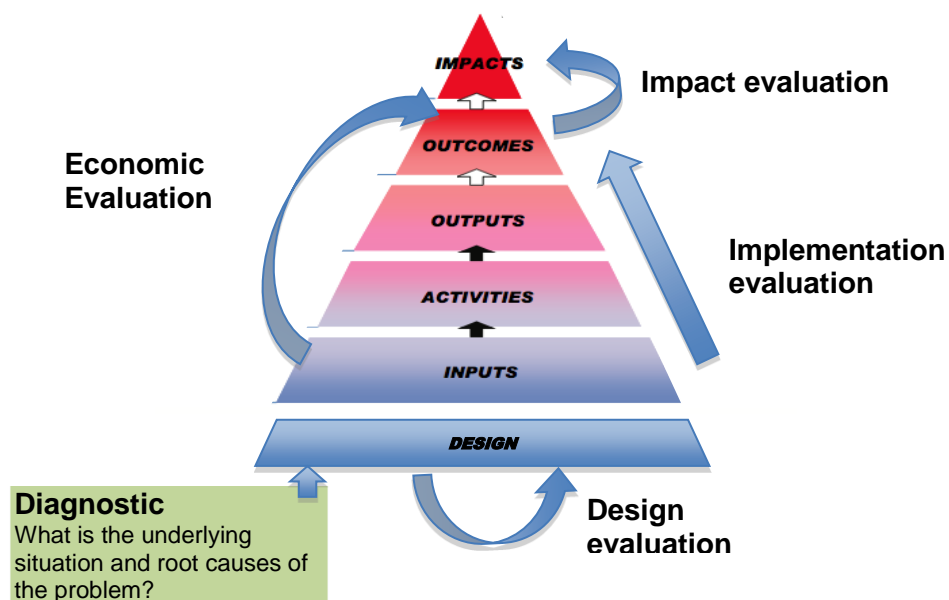 IMPACTS
Impact evaluation
OUTCOMES
Economic
Evaluation
OUTPUTS
Implementation
evaluation
ACTIVITIES
INPUTS
DESIGN
Diagnostic
What is the underlying
situation and root causes of
the problem?
Design
evaluation